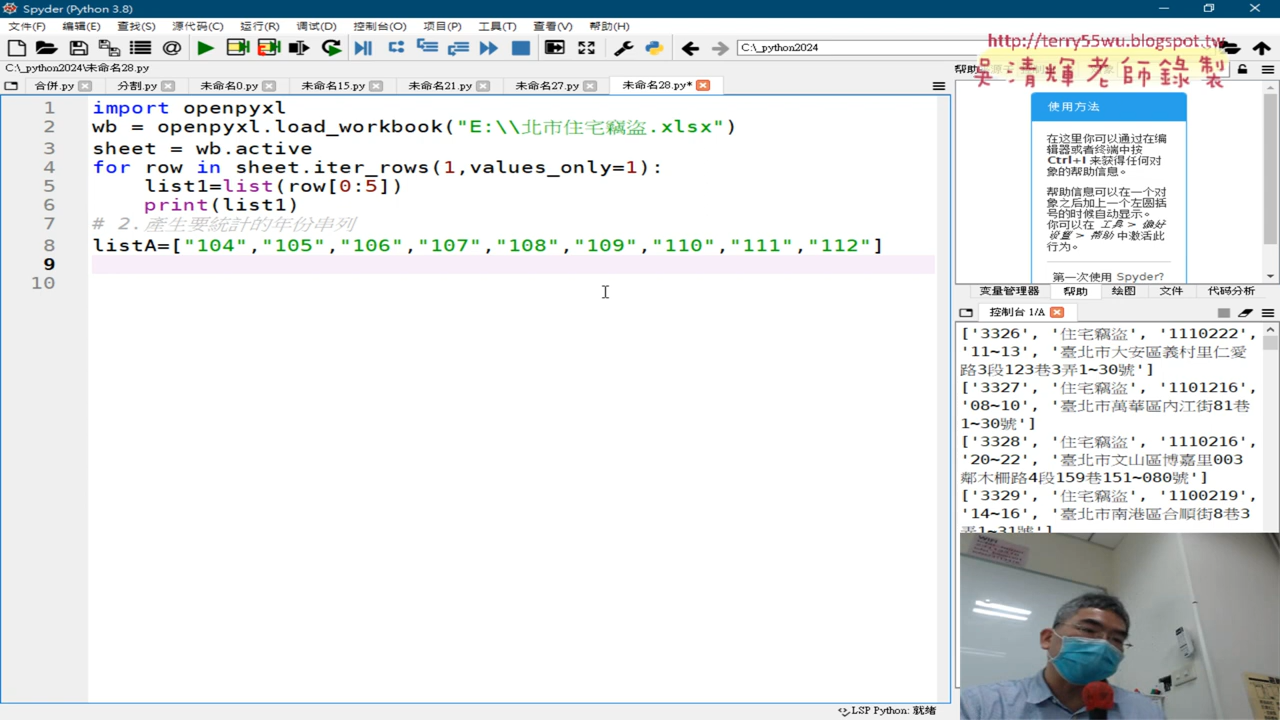 Spyder (Python 3.8)
文件(F) 编辑(E) 查找(S) 源代码(C) 运行(R) 调试(D) 控制台(O) 项目(P) 工具(T) 查看(V) 帮助(H)
C:\_python2024
http://terry55wu.blogspot.tw
吳清輝老師錄製
C:\_python2024\未命名28.py
帮助
合併.py 分割.py 未命名0.py 未命名15.py 未命名21.py 未命名27.py 未命名28.py*
1 import openpyxl
2 wb = openpyxl.load_workbook("E:\\北市住宅竊盜.xlsx")
3 sheet = wb.active
4 for row in sheet.iter_rows(1,values_only=1):
5 list1=list(row[0:5])
6 print(list1)
7 # 2.產生要統計的年份串列
8 listA=["104","105","106","107","108","109","110","111","112"]
9
10
使用方法
在这里你可以通过在编
辑器或者终端中按
Ctrl+I 来获得任何对
象的帮助信息。
帮助信息可以在一个对
象之后加上一个左圆括
号的时候自动显示。
你可以在 工具 > 偏好
设置 > 帮助 中激活此
行为。
第一次使用 Spyder?
变量管理器 帮助 绘图 文件 代码分析
控制台 1/A
['3326', '住宅竊盜', '1110222',
'11~13', '臺北市大安區義村里仁愛
路3段123巷3弄1~30號']
['3327', '住宅竊盜', '1101216',
'08~10', '臺北市萬華區內江街81巷
1~30號']
['3328', '住宅竊盜', '1110216',
'20~22', '臺北市文山區博嘉里003
鄰木柵路4段159巷151~080號']
['3329', '住宅竊盜', '1100219',
'14~16', '臺北市南港區合順街8巷3
弄1~31號']
LSP Python: 就绪